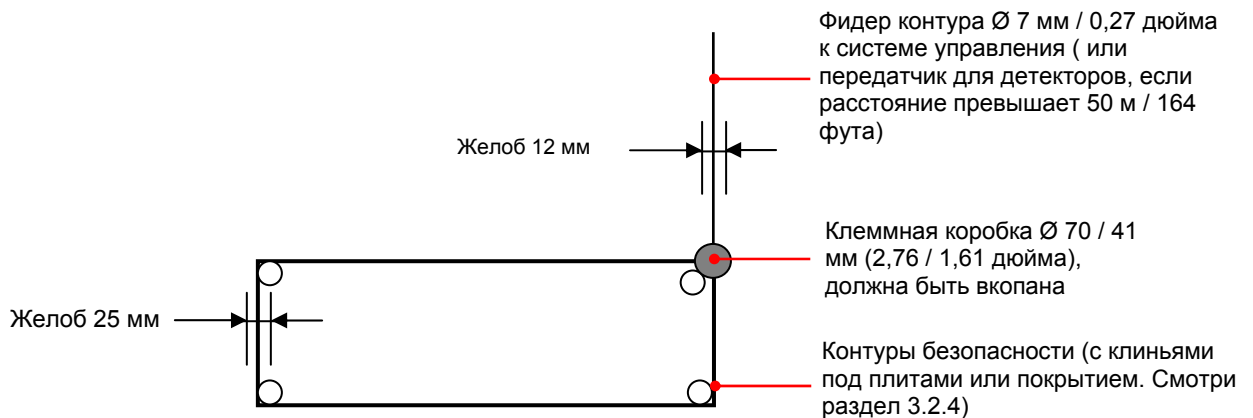 Фидер контура Ø 7 мм / 0,27 дюйма
к системе управления ( или
передатчик для детекторов, если
расстояние превышает 50 м / 164
фута)
Желоб 12 мм
Клеммная коробка Ø 70 / 41
мм (2,76 / 1,61 дюйма),
должна быть вкопана
Желоб 25 мм
Контуры безопасности (с клиньями
под плитами или покрытием. Смотри
раздел 3.2.4)